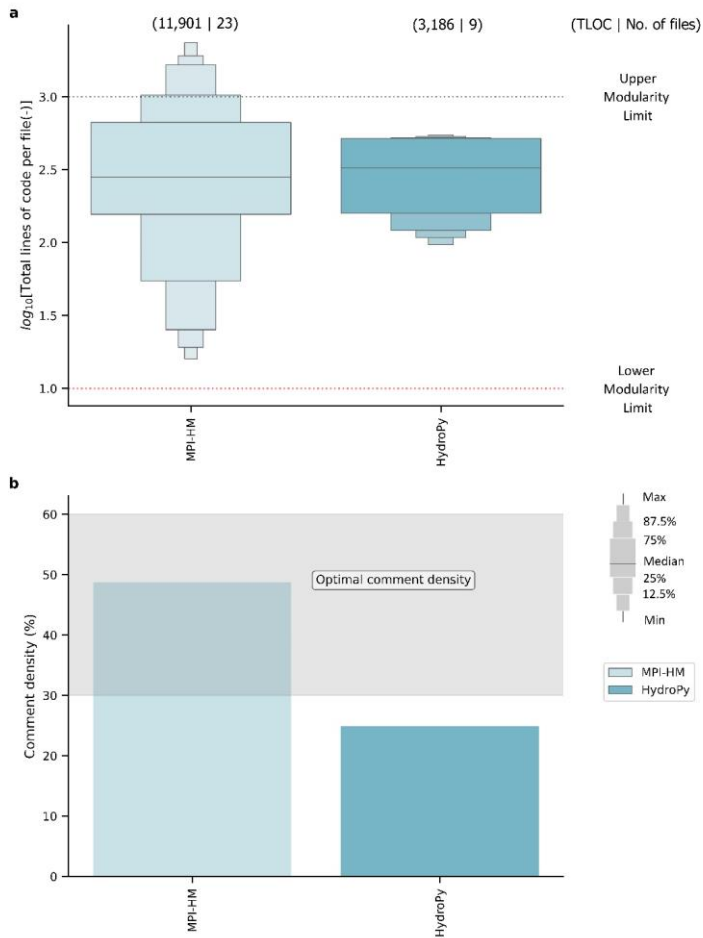 a
(11,901 | 23)
(3,186 | 9)
(TLOC | No. of files)
log10[Total lines of code per file(-)]
3.0
2.5
2.0
1.5
1.0
Upper
Modularity
Limit
Lower
Modularity
Limit
MPI-HM
HydroPy
b
Comment density (%)
60
50
40
30
20
10
0
Optimal comment density
MPI-HM
HydroPy
Max
87.5%
75%
Median
25%
12.5%
Min
MPI-HM
HydroPy